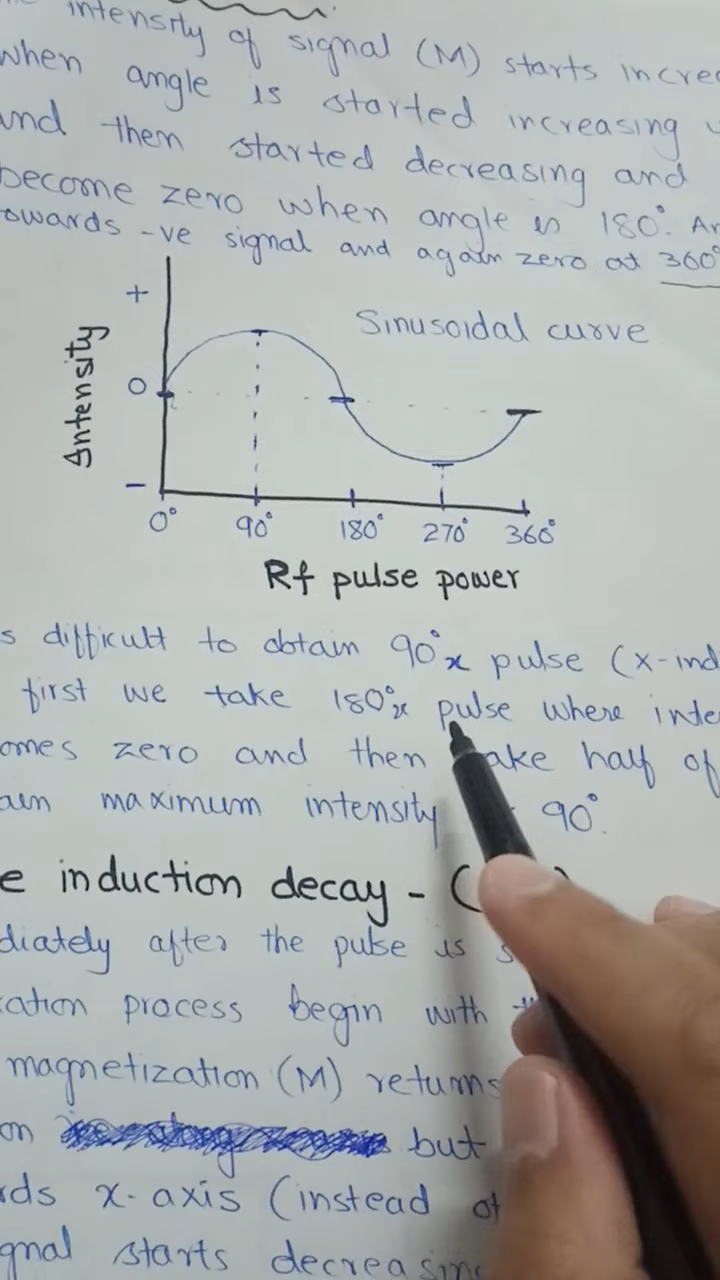 intensity of signal (M) starts incre
when angle is started increasing
and then started decreasing and
become zero when angle is 180°. An
towards -ve signal and again zero at 360°
+
Sinusoidal curve
0
Intensity
-
0° 90° 180° 270° 360°
Rf pulse power
s difficult to obtain 90°x pulse (x-ind
first we take 180°x pulse where inte
omes zero and then take half of
ain maximum intensity 90°.
e induction decay - (
diately after the pulse is s
ation process begin with
magnetization (M) returns
on but
rds x-axis (instead of
gnal starts decreasing